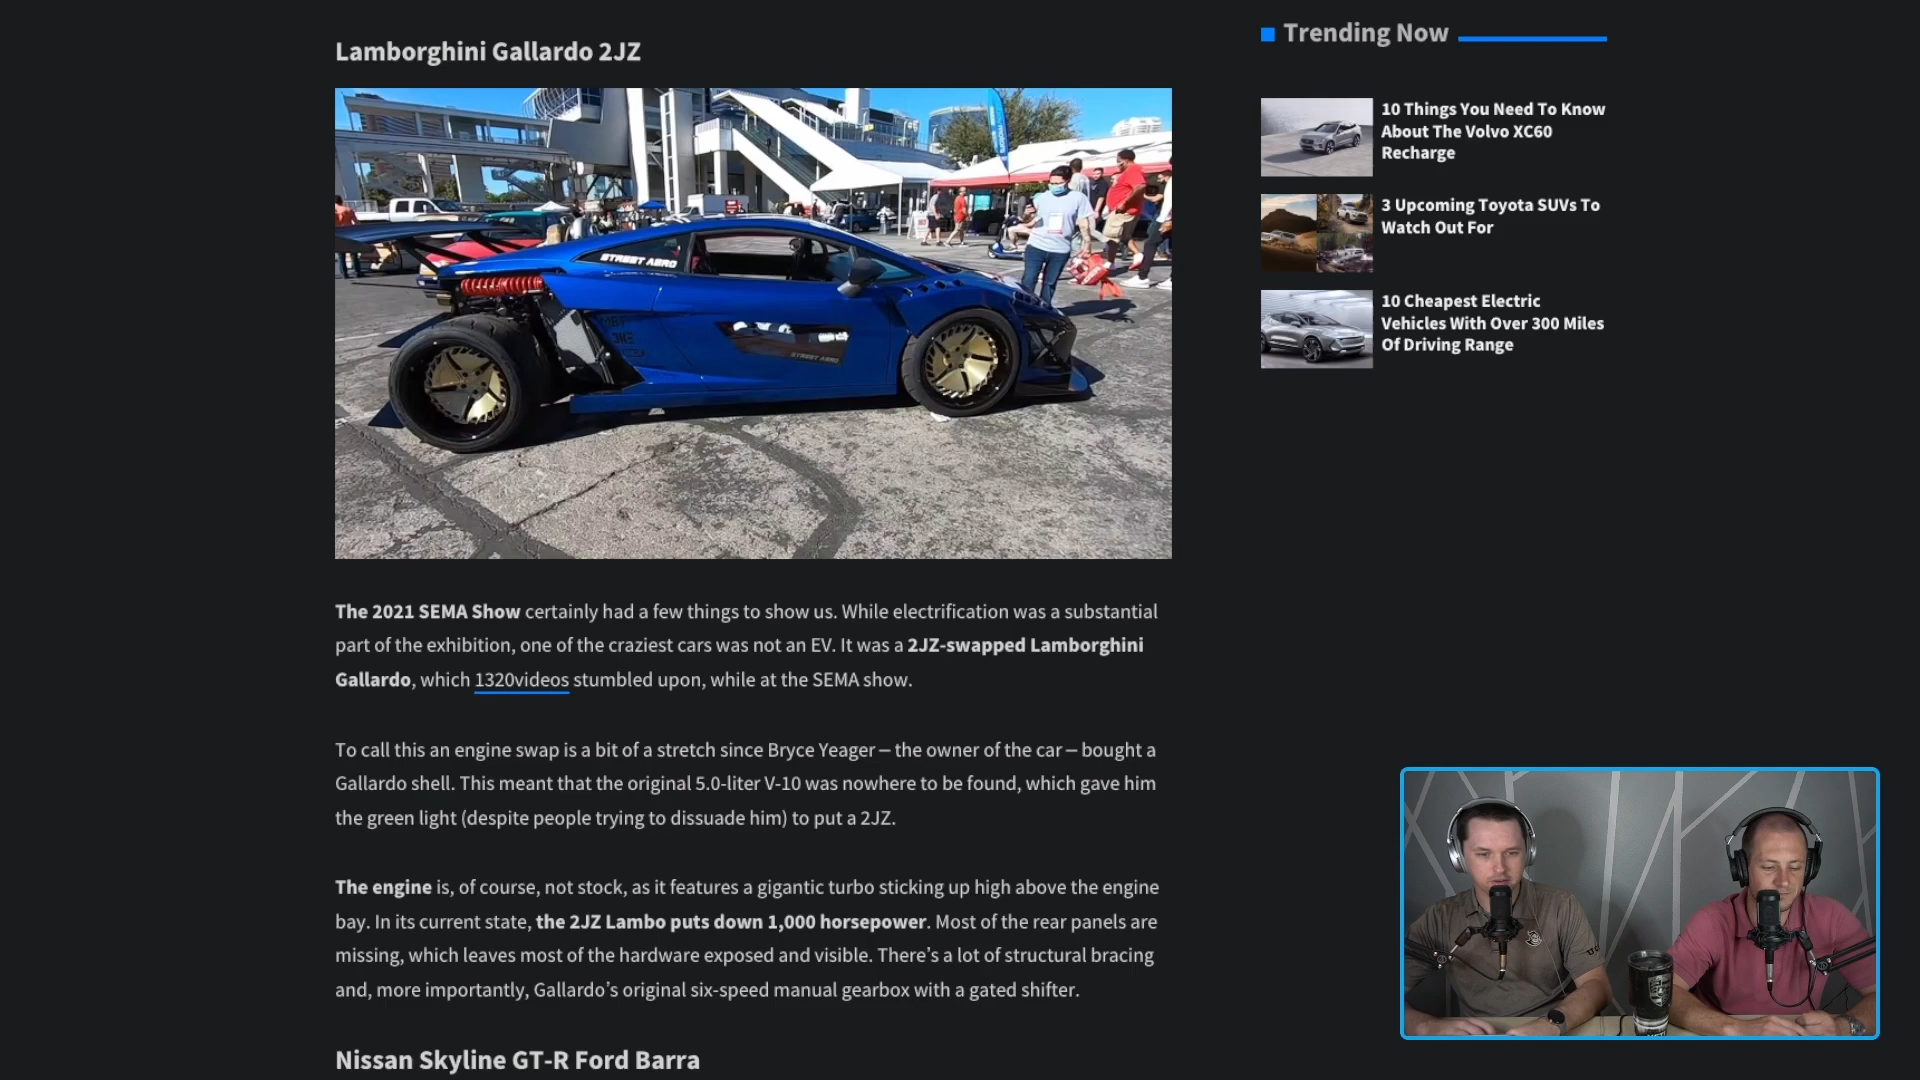 Lamborghini Gallardo 2JZ
STREET AERO
STREET AERO
The 2021 SEMA Show certainly had a few things to show us. While electrification was a substantial
part of the exhibition, one of the craziest cars was not an EV. It was a 2JZ-swapped Lamborghini
Gallardo, which 1320videos stumbled upon, while at the SEMA show.
To call this an engine swap is a bit of a stretch since Bryce Yeager – the owner of the car – bought a
Gallardo shell. This meant that the original 5.0-liter V-10 was nowhere to be found, which gave him
the green light (despite people trying to dissuade him) to put a 2JZ.
The engine is, of course, not stock, as it features a gigantic turbo sticking up high above the engine
bay. In its current state, the 2JZ Lambo puts down 1,000 horsepower. Most of the rear panels are
missing, which leaves most of the hardware exposed and visible. There’s a lot of structural bracing
and, more importantly, Gallardo’s original six-speed manual gearbox with a gated shifter.
Nissan Skyline GT-R Ford Barra
Trending Now
10 Things You Need To Know
About The Volvo XC60
Recharge
3 Upcoming Toyota SUVs To
Watch Out For
10 Cheapest Electric
Vehicles With Over 300 Miles
Of Driving Range